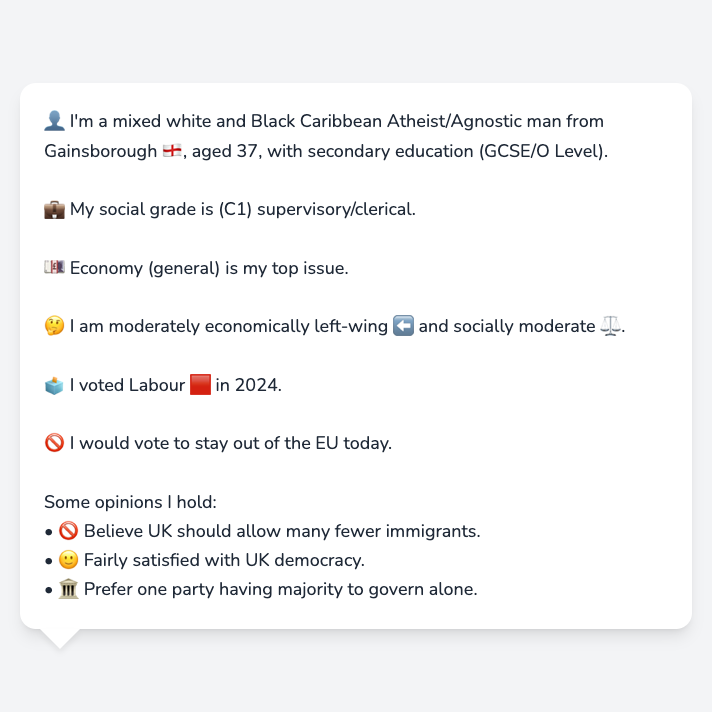 👤 I'm a mixed white and Black Caribbean Atheist/Agnostic man from
Gainsborough 🏴󠁧󠁢󠁥󠁮󠁧󠁿, aged 37, with secondary education (GCSE/O Level).
💼 My social grade is (C1) supervisory/clerical.
💷 Economy (general) is my top issue.
🤔 I am moderately economically left-wing ⬅️ and socially moderate ⚖️.
🗳️ I voted Labour 🟥 in 2024.
🚫 I would vote to stay out of the EU today.
Some opinions I hold:
• 🚫 Believe UK should allow many fewer immigrants.
• 🙂 Fairly satisfied with UK democracy.
• 🏛️ Prefer one party having majority to govern alone.